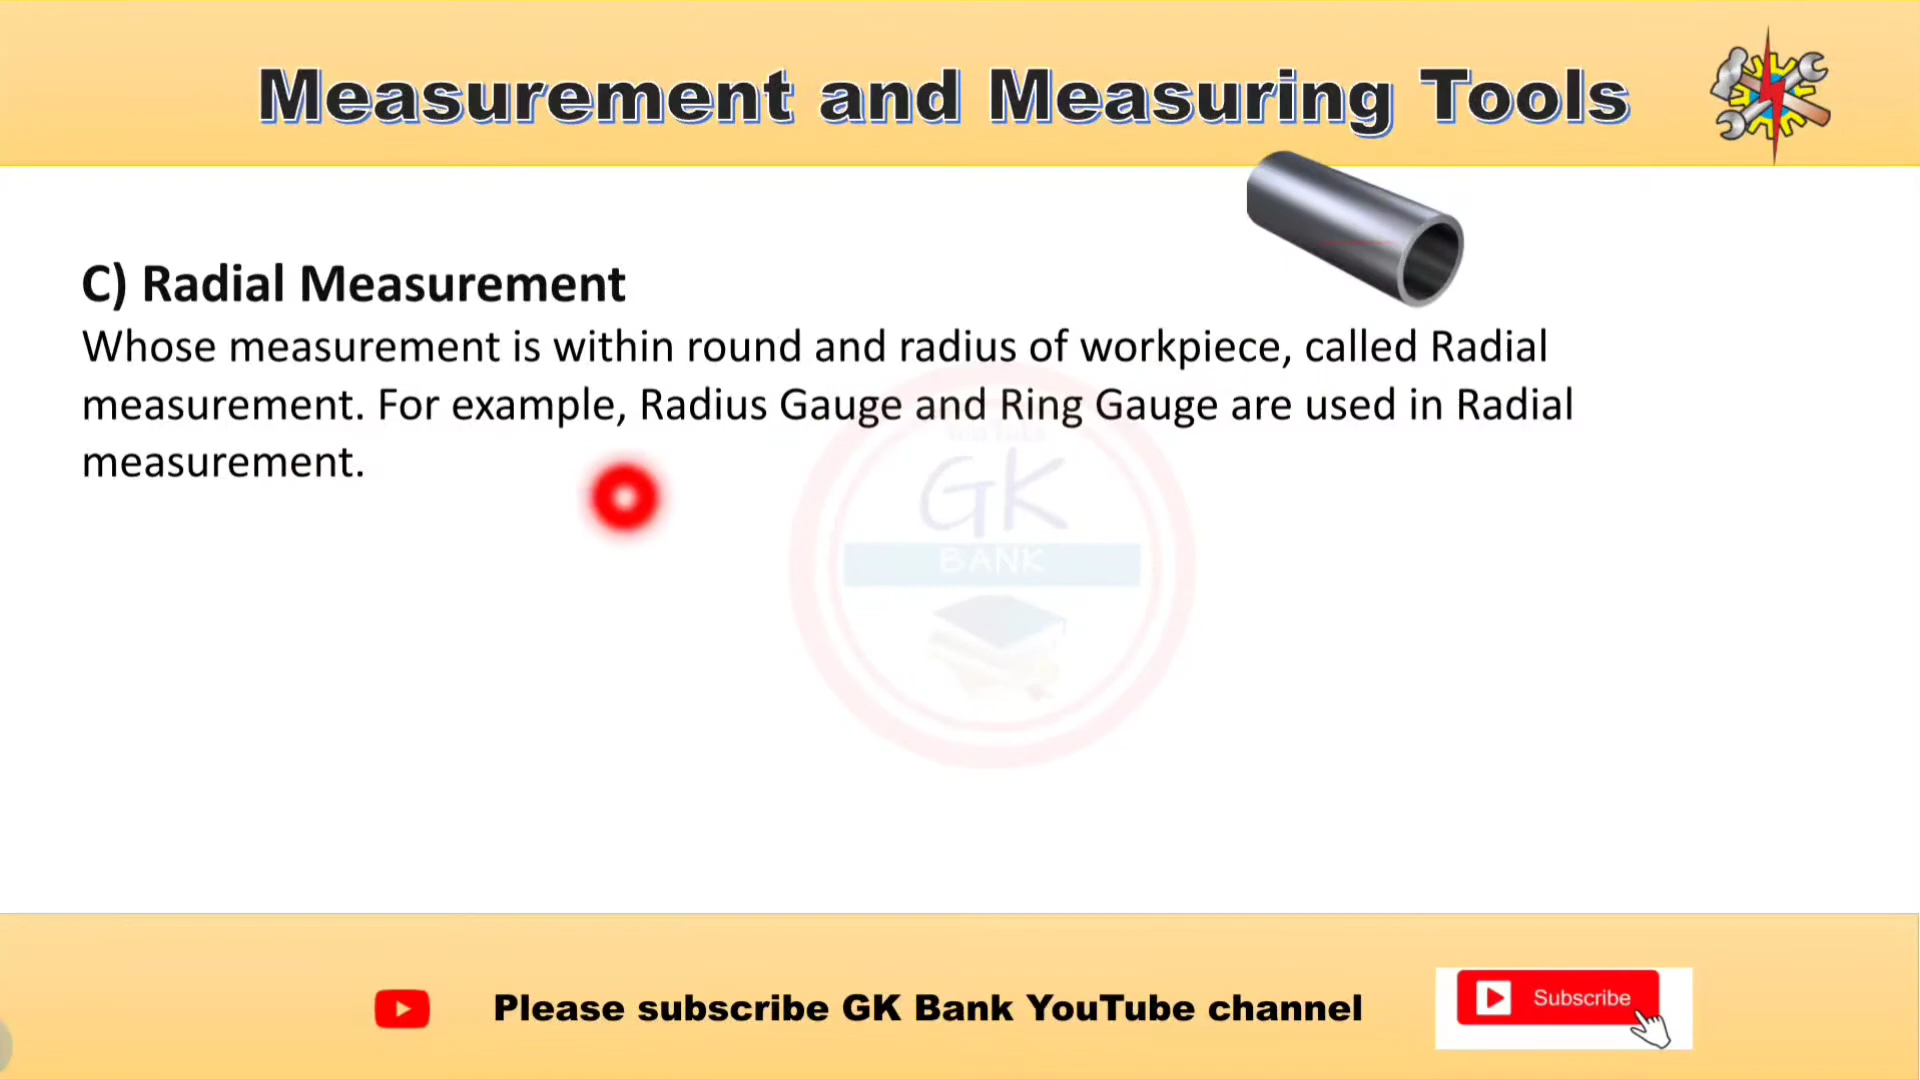 Measurement and Measuring Tools
C) Radial Measurement
Whose measurement is within round and radius of workpiece, called Radial
measurement. For example, Radius Gauge and Ring Gauge are used in Radial
measurement.
GK
BANK
Please subscribe GK Bank YouTube channel
Subscribe